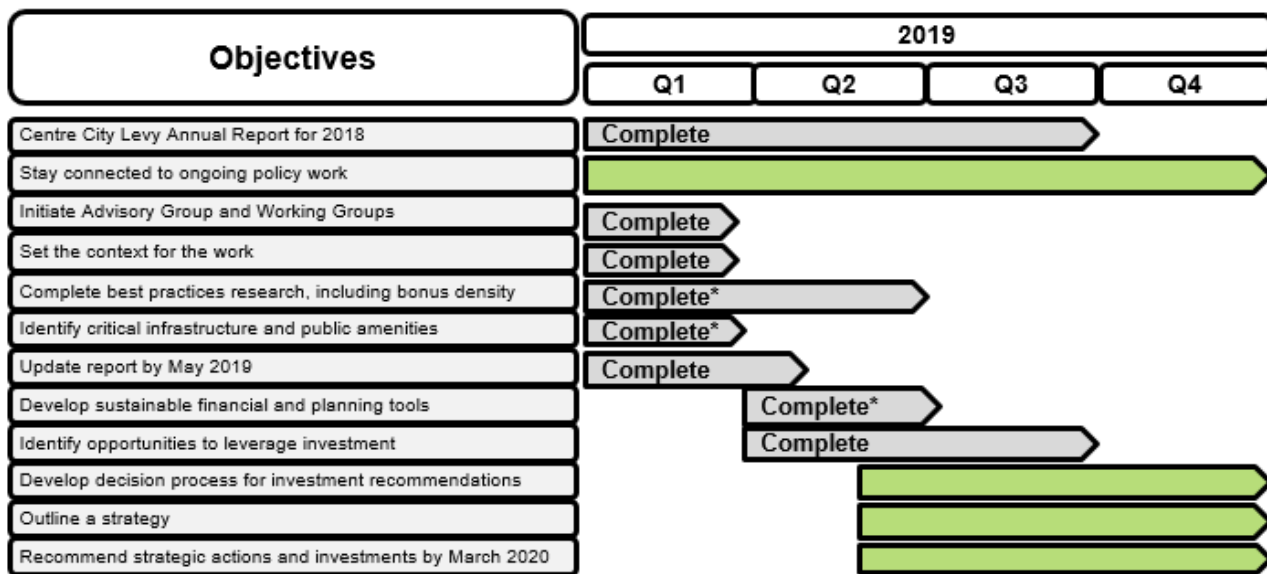 Objectives
2019
Q1 Q2 Q3 Q4
Centre City Levy Annual Report for 2018 Complete
Stay connected to ongoing policy work
Initiate Advisory Group and Working Groups Complete
Set the context for the work Complete
Complete best practices research, including bonus density Complete*
Identify critical infrastructure and public amenities Complete*
Update report by May 2019 Complete
Develop sustainable financial and planning tools Complete*
Identify opportunities to leverage investment Complete
Develop decision process for investment recommendations
Outline a strategy
Recommend strategic actions and investments by March 2020